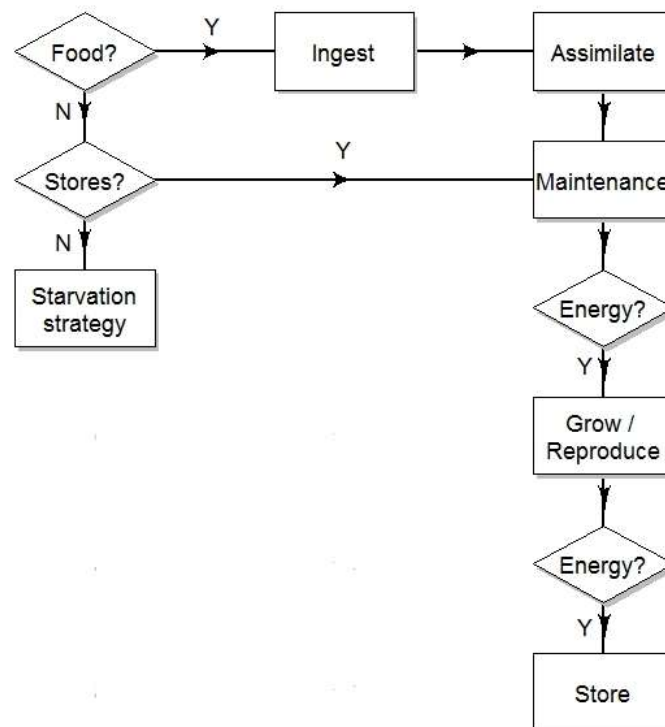 Food?
Y
Ingest
Assimilate
N
Stores?
Y
Maintenance
N
Starvation
strategy
Energy?
Y
Grow /
Reproduce
Energy?
Y
Store